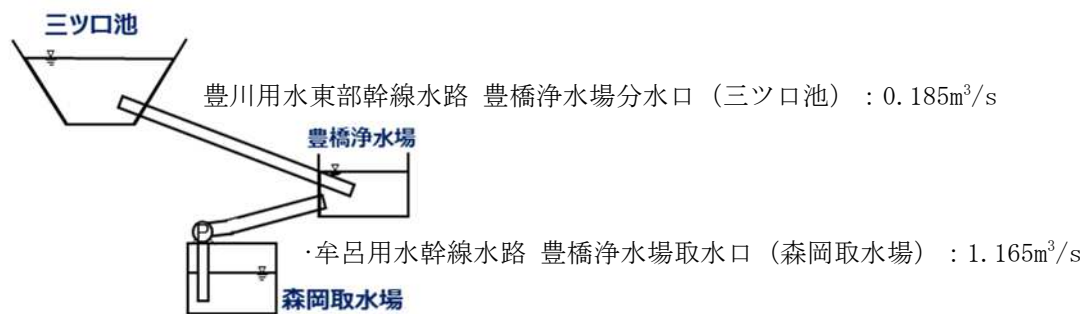 三ツ口池
豊川用水東部幹線水路 豊橋浄水場分水口 (三ツ口池) : 0.185m³/s
豊橋浄水場
P
·牟呂用水幹線水路 豊橋浄水場取水口 (森岡取水場) : 1.165m³/s
森岡取水場